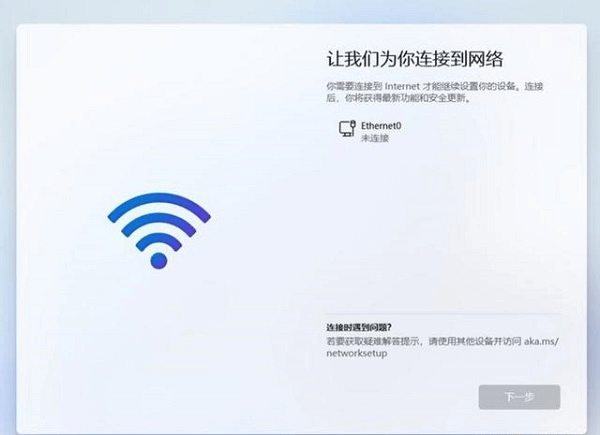 让我们为你连接到网络
你需要连接到 Internet 才能继续设置你的设备。连接
后，你将获得最新功能和安全更新。
Ethernet0
未连接
连接时遇到问题?
若要获取疑难解答提示，请使用其他设备并访问 aka.ms/
networksetup
下一步